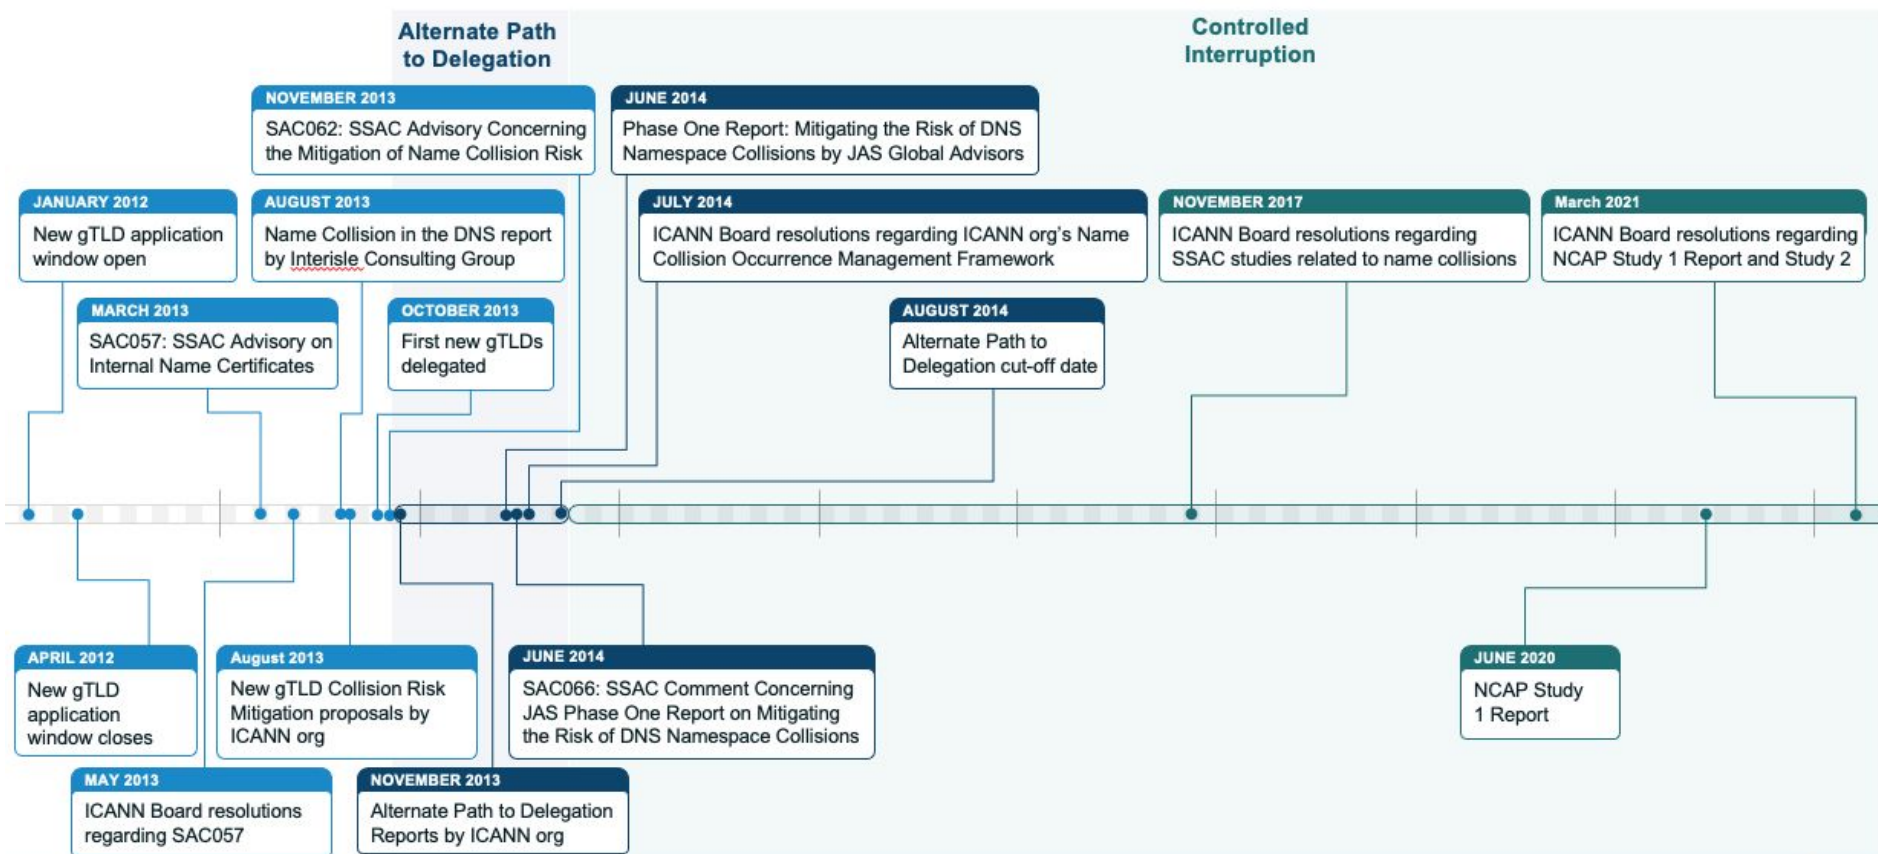 Alternate Path
to Delegation
Controlled
Interruption
NOVEMBER 2013
SAC062: SSAC Advisory Concerning
the Mitigation of Name Collision Risk
JUNE 2014
Phase One Report: Mitigating the Risk of DNS
Namespace Collisions by JAS Global Advisors
JANUARY 2012
New gTLD application
window open
AUGUST 2013
Name Collision in the DNS report
by Interisle Consulting Group
JULY 2014
ICANN Board resolutions regarding ICANN org's Name
Collision Occurrence Management Framework
NOVEMBER 2017
ICANN Board resolutions regarding
SSAC studies related to name collisions
March 2021
ICANN Board resolutions regarding
NCAP Study 1 Report and Study 2
MARCH 2013
SAC057: SSAC Advisory on
Internal Name Certificates
OCTOBER 2013
First new gTLDs
delegated
AUGUST 2014
Alternate Path to
Delegation cut-off date
APRIL 2012
New gTLD
application
window closes
August 2013
New gTLD Collision Risk
Mitigation proposals by
ICANN org
JUNE 2014
SAC066: SSAC Comment Concerning
JAS Phase One Report on Mitigating
the Risk of DNS Namespace Collisions
JUNE 2020
NCAP Study
1 Report
MAY 2013
ICANN Board resolutions
regarding SAC057
NOVEMBER 2013
Alternate Path to Delegation
Reports by ICANN org